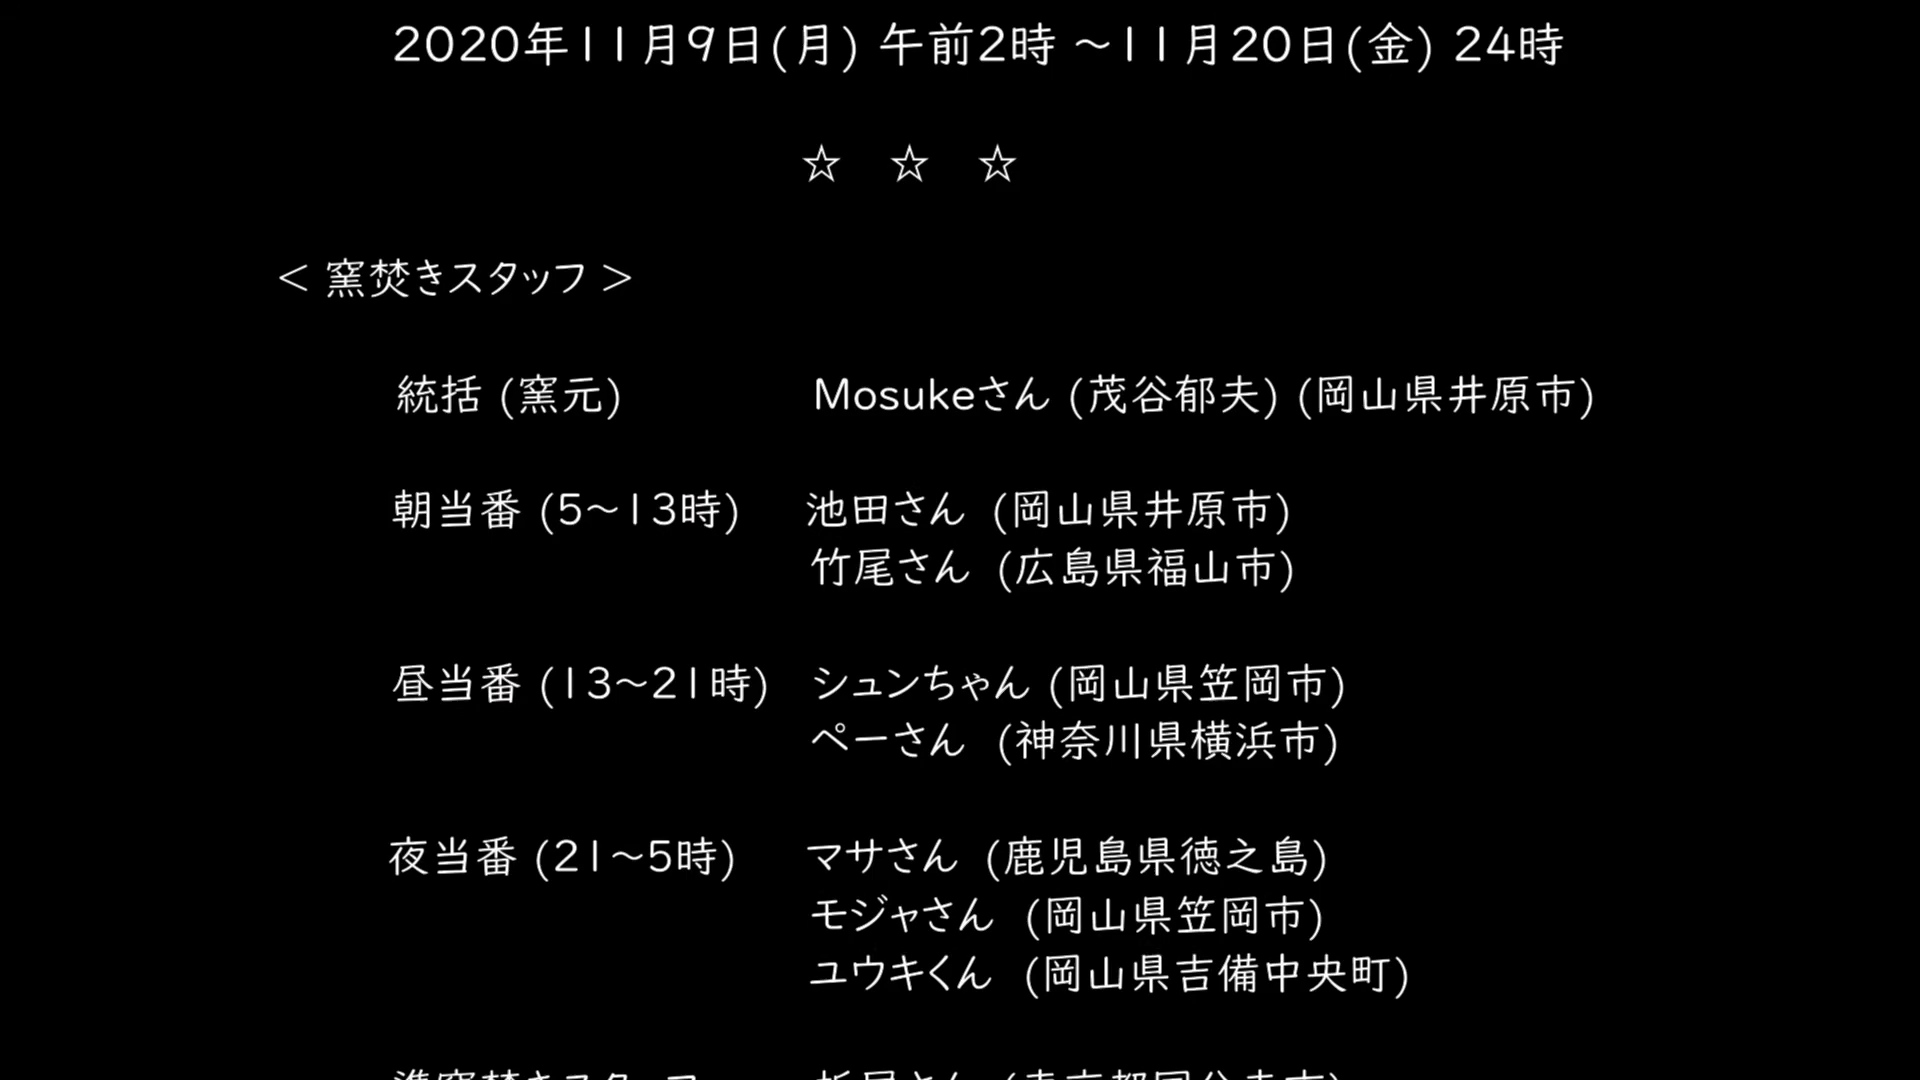 2020年11月9日(月) 午前2時 ～11月20日(金) 24時
☆ ☆ ☆
＜ 窯焚きスタッフ ＞
統括 (窯元) Mosukeさん (茂谷郁夫) (岡山県井原市)
朝当番 (5～13時) 池田さん (岡山県井原市)
竹尾さん (広島県福山市)
昼当番 (13～21時) シュンちゃん (岡山県笠岡市)
ペーさん (神奈川県横浜市)
夜当番 (21～5時) マサさん (鹿児島県徳之島)
モジャさん (岡山県笠岡市)
ユウキくん (岡山県吉備中央町)